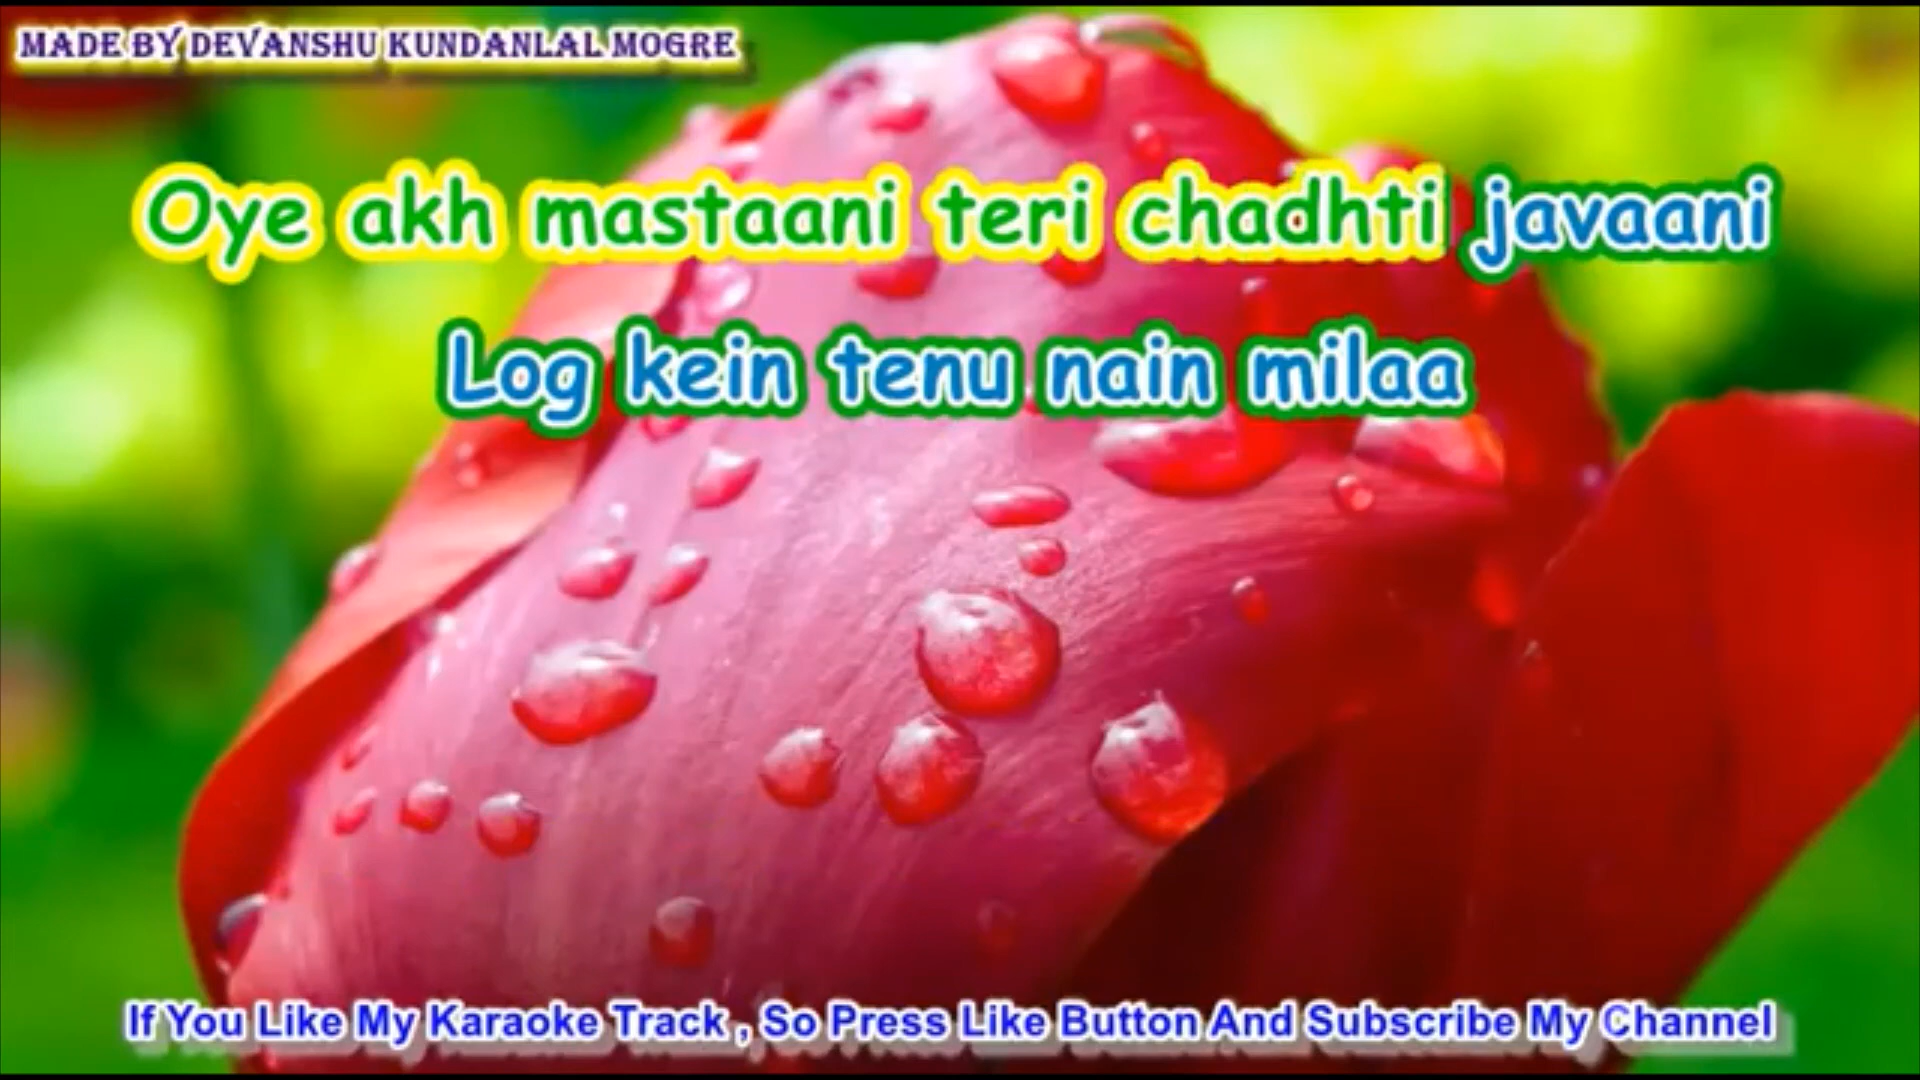 MADE BY DEVANSHU KUNDANLAL MOGRE
Oye akh mastaani teri chadhti javaani
Log kein tenu nain milaa
If You Like My Karaoke Track , So Press Like Button And Subscribe My Channel